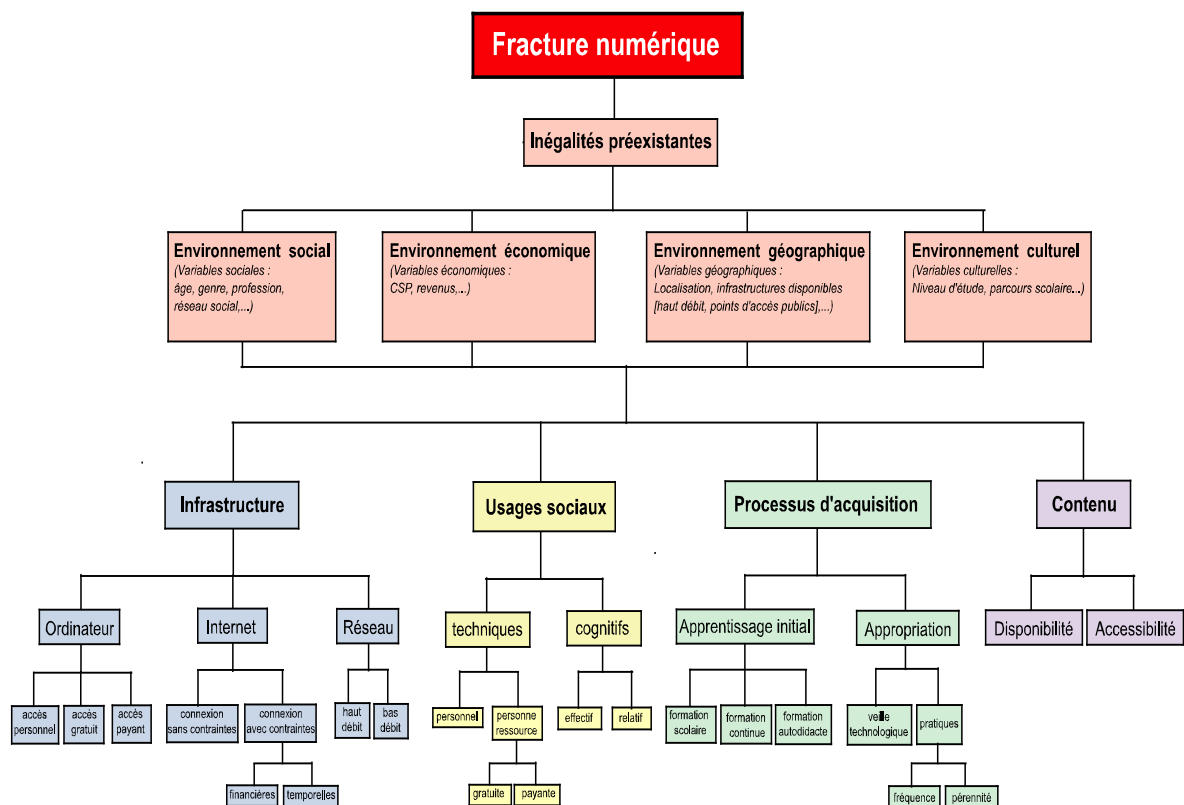 Fracture numérique
Inégalités préexistantes
Environnement social
(Variables sociales :
âge, genre, profession,
réseau social,...)
Environnement économique
(Variables économiques :
CSP, revenus,...)
Environnement géographique
(Variables géographiques :
Localisation, infrastructures disponibles
[haut débit, points d'accès publics],...)
Environnement culturel
(Variables culturelles :
Niveau d'étude, parcours scolaire...)
Infrastructure
Usages sociaux
Processus d'acquisition
Contenu
Ordinateur
Internet
Réseau
techniques
cognitifs
Apprentissage initial
Appropriation
Disponibilité
Accessibilité
accès
personnel
accès
gratuit
accès
payant
connexion
sans contraintes
connexion
avec contraintes
haut
débit
bas
débit
personnel
personne
ressource
effectif
relatif
formation
scolaire
formation
continue
formation
autodidacte
veille
technologique
pratiques
financières
temporelles
gratuite
payante
fréquence
pérennité